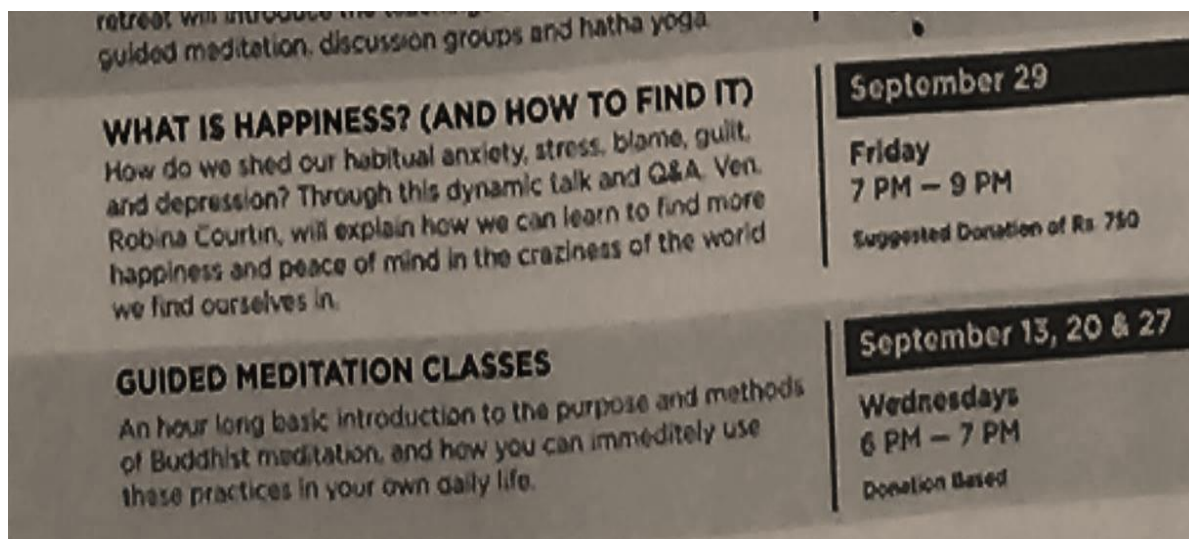 retreat will introduce the
guided meditation, discussion groups and hatha yoga.
WHAT IS HAPPINESS? (AND HOW TO FIND IT)
How do we shed our habitual anxiety, stress, blame, guilt,
and depression? Through this dynamic talk and Q&A, Ven.
Robina Courtin, will explain how we can learn to find more
happiness and peace of mind in the craziness of the world
we find ourselves in.
September 29
Friday
7 PM – 9 PM
Suggested Donation of Rs. 750
GUIDED MEDITATION CLASSES
An hour long basic introduction to the purpose and methods
of Buddhist meditation, and how you can immeditely use
these practices in your own daily life.
September 13, 20 & 27
Wednesdays
6 PM – 7 PM
Donation Based